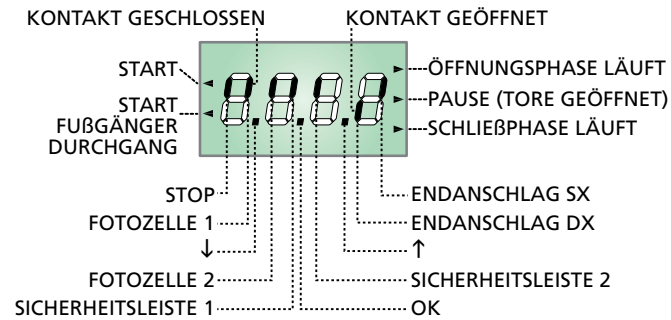 KONTAKT GESCHLOSSEN
KONTAKT GEÖFFNET
START
START
FUßGÄNGER
DURCHGANG
ÖFFNUNGSPHASE LÄUFT
PAUSE (TORE GEÖFFNET)
SCHLIEßPHASE LÄUFT
STOP
FOTOZELLE 1
↓
FOTOZELLE 2
SICHERHEITSLEISTE 1
ENDANSCHLAG SX
ENDANSCHLAG DX
↑
SICHERHEITSLEISTE 2
OK